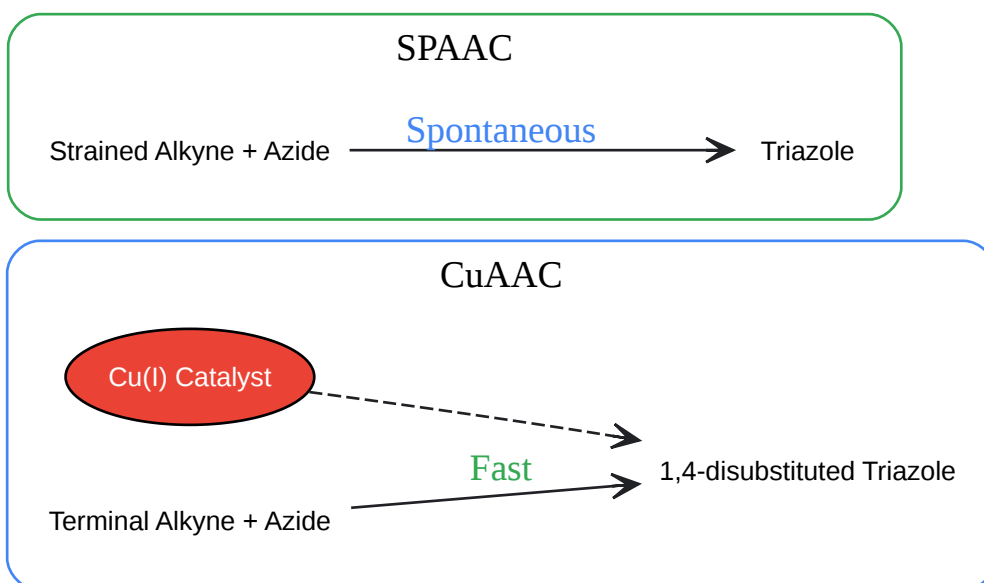 SPAAC
Spontaneous
Strained Alkyne + Azide
Triazole
CuAAC
Cu(I) Catalyst
Fast
1,4-disubstituted Triazole
Terminal Alkyne + Azide